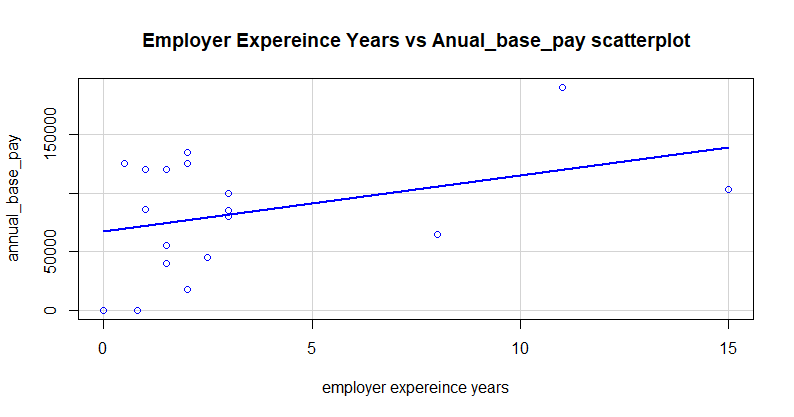 Employer Expereince Years vs Anual_base_pay scatterplot
annual_base_pay
150000
50000
0
0 5 10 15
employer expereince years